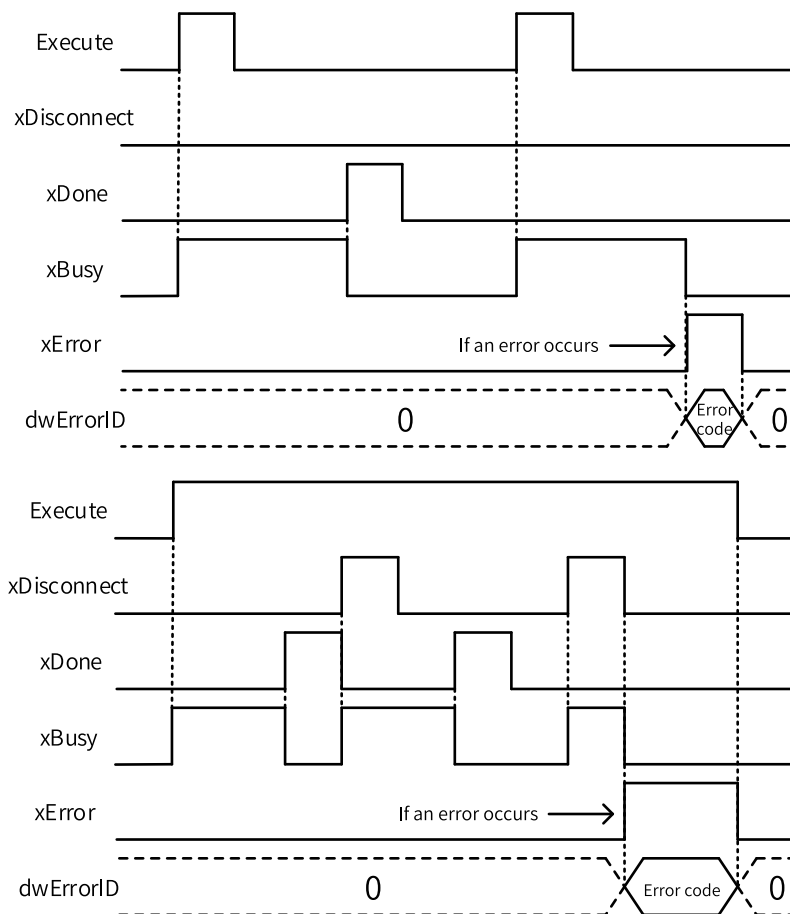 Execute
xDisconnect
xDone
xBusy
xError
If an error occurs
dwErrorID
0
Error
code
0
Execute
xDisconnect
xDone
xBusy
xError
If an error occurs
dwErrorID
0
Error code
0